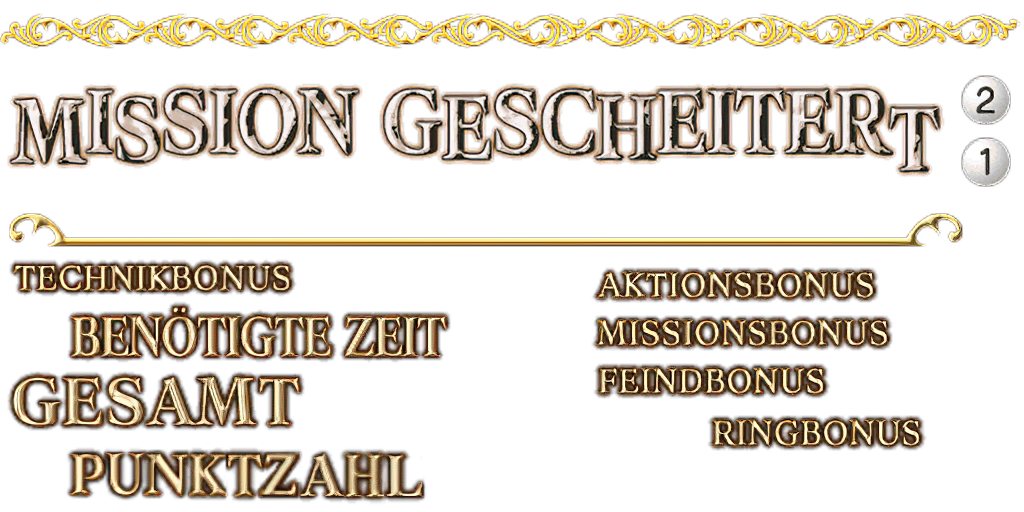 MISSION GESCHEITERT
2
1
TECHNIKBONUS
BENÖTIGTE ZEIT
GESAMT
PUNKTZAHL
AKTIONSBONUS
MISSIONSBONUS
FEINDBONUS
RINGBONUS